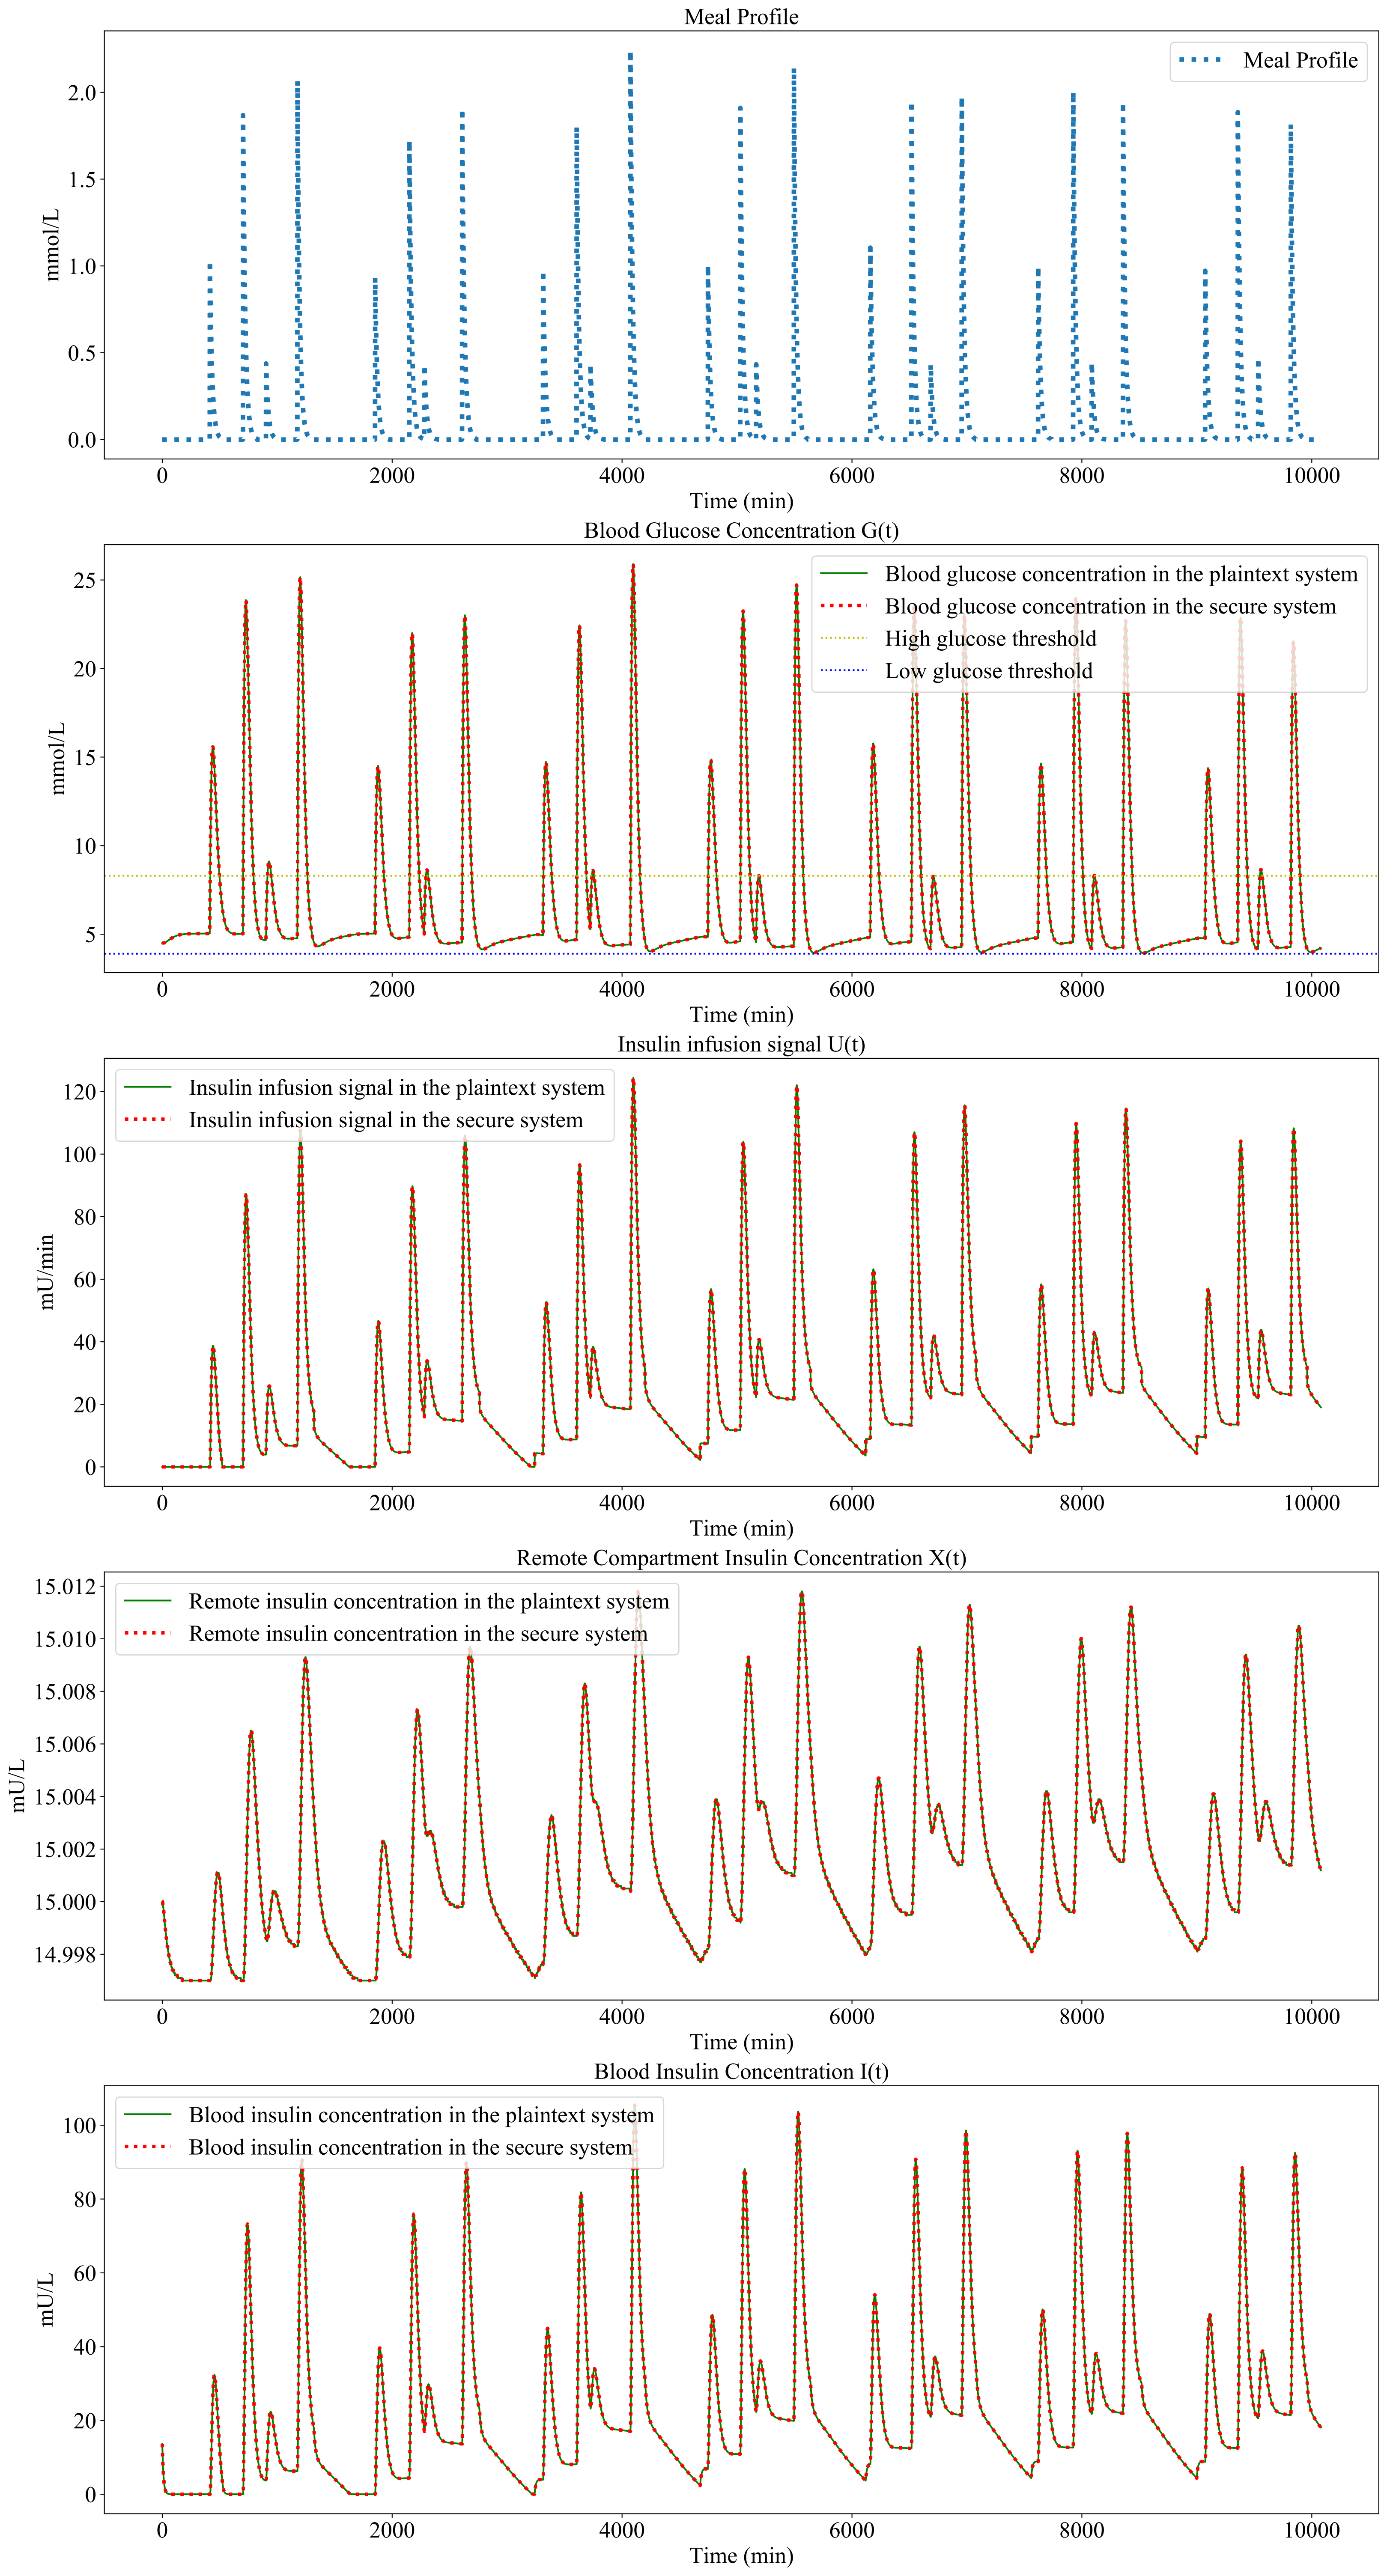 Meal Profile
Meal Profile
2.0
1.5
1.0
0.5
0.0
mmol/L
0 2000 4000 6000 8000 10000
Time (min)
Blood Glucose Concentration G(t)
Blood glucose concentration in the plaintext system
Blood glucose concentration in the secure system
High glucose threshold
Low glucose threshold
25
20
15
10
5
mmol/L
0 2000 4000 6000 8000 10000
Time (min)
Insulin infusion signal U(t)
Insulin infusion signal in the plaintext system
Insulin infusion signal in the secure system
120
100
80
60
40
20
0
mU/min
0 2000 4000 6000 8000 10000
Time (min)
Remote Compartment Insulin Concentration X(t)
Remote insulin concentration in the plaintext system
Remote insulin concentration in the secure system
15.012
15.010
15.008
15.006
15.004
15.002
15.000
14.998
mU/L
0 2000 4000 6000 8000 10000
Time (min)
Blood Insulin Concentration I(t)
Blood insulin concentration in the plaintext system
Blood insulin concentration in the secure system
100
80
60
40
20
0
mU/L
0 2000 4000 6000 8000 10000
Time (min)